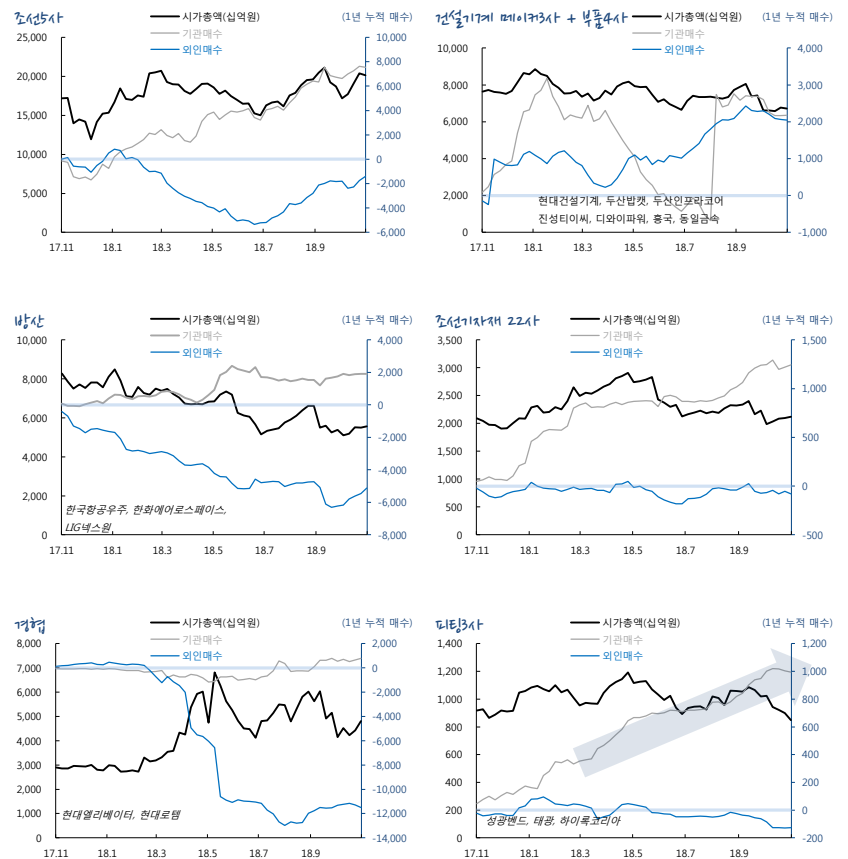 조선5사
시가총액(십억원)
(1년 누적 매수)
기관매수
외인매수
25,000
20,000
15,000
10,000
5,000
0
10,000
8,000
6,000
4,000
2,000
0
-2,000
-4,000
-6,000
17.11 18.1 18.3 18.5 18.7 18.9
건설기계 메이커3사 + 부품4사
시가총액(십억원)
(1년 누적 매수)
기관매수
외인매수
10,000
8,000
6,000
4,000
2,000
0
4,000
3,000
2,000
1,000
0
-1,000
현대건설기계, 두산밥캣, 두산인프라코어
진성티이씨, 디와이파워, 흥국, 동일금속
17.11 18.1 18.3 18.5 18.7 18.9
방산
시가총액(십억원)
(1년 누적 매수)
기관매수
외인매수
10,000
8,000
6,000
4,000
2,000
0
4,000
2,000
0
-2,000
-4,000
-6,000
-8,000
한국항공우주, 한화에어로스페이스,
LIG넥스원
17.11 18.1 18.3 18.5 18.7 18.9
조선기자재 22사
시가총액(십억원)
(1년 누적 매수)
기관매수
외인매수
3,500
3,000
2,500
2,000
1,500
1,000
500
0
1,500
1,000
500
0
-500
17.11 18.1 18.3 18.5 18.7 18.9
경협
시가총액(십억원)
(1년 누적 매수)
기관매수
외인매수
8,000
7,000
6,000
5,000
4,000
3,000
2,000
1,000
0
2,000
0
-2,000
-4,000
-6,000
-8,000
-10,000
-12,000
-14,000
현대엘리베이터, 현대로템
17.11 18.1 18.3 18.5 18.7 18.9
피팅3사
시가총액(십억원)
(1년 누적 매수)
기관매수
외인매수
1,400
1,200
1,000
800
600
400
200
0
1,200
1,000
800
600
400
200
0
-200
성광벤드, 태광, 하이록코리아
17.11 18.1 18.3 18.5 18.7 18.9